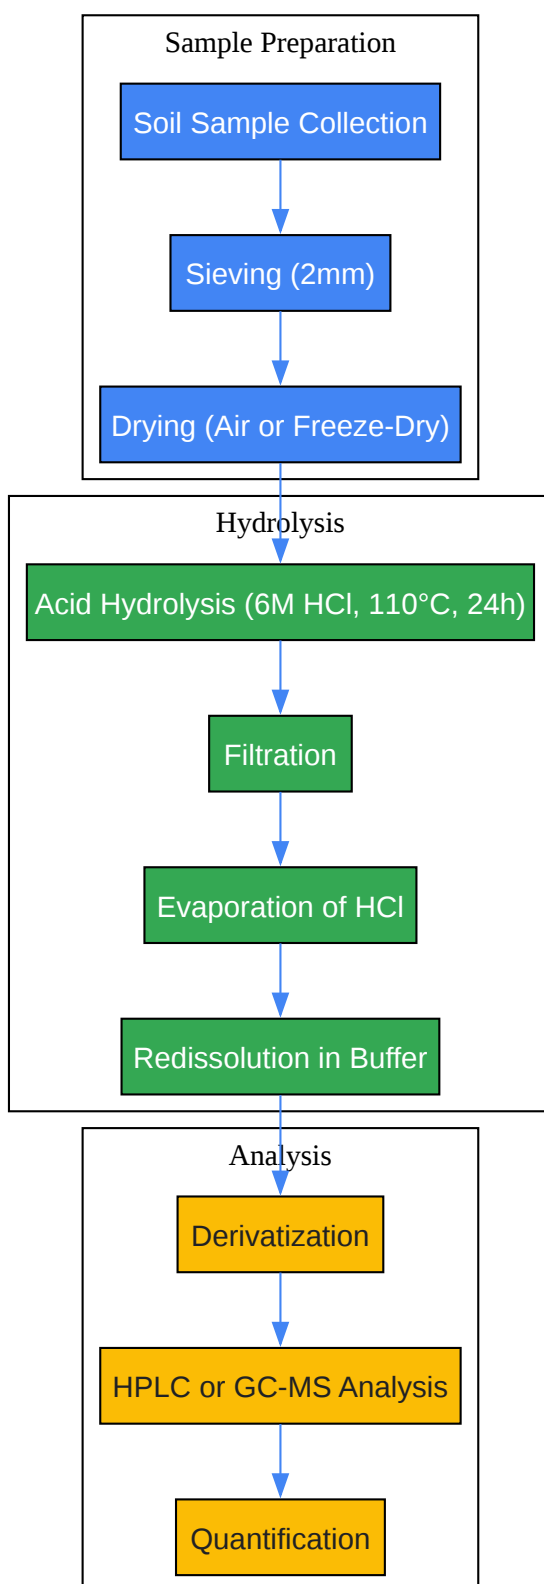 Sample Preparation
Soil Sample Collection
Sieving (2mm)
Drying (Air or Freeze-Dry)
Hydrolysis
Acid Hydrolysis (6M HCl, 110°C, 24h)
Filtration
Evaporation of HCl
Redissolution in Buffer
Analysis
Derivatization
HPLC or GC-MS Analysis
Quantification